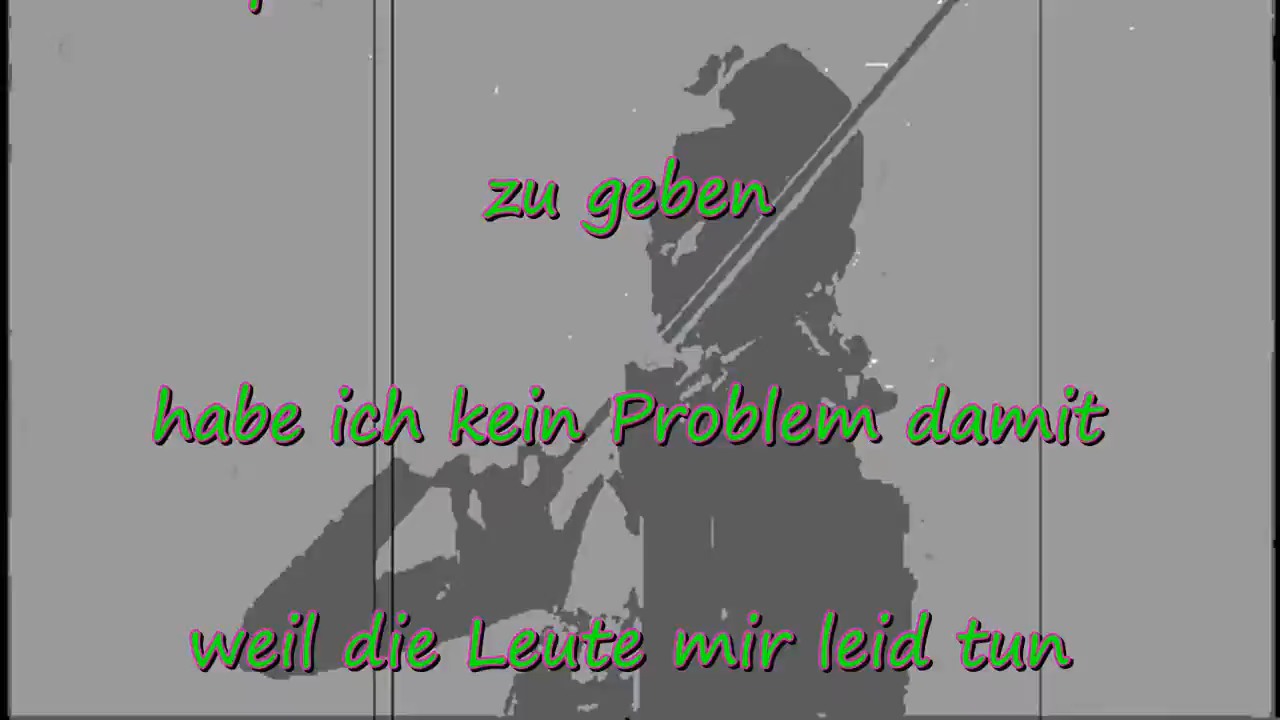 zu geben
habe ich kein Problem damit
weil die Leute mir leid tun